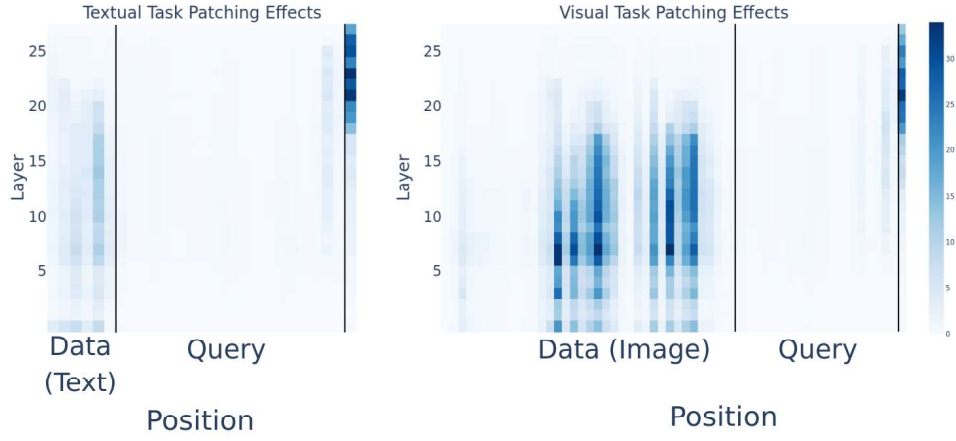 Textual Task Patching Effects
Visual Task Patching Effects
Layer
25
20
15
10
5
Data
(Text)
Query
Position
Layer
25
20
15
10
5
Data (Image)
Query
Position
30
25
20
15
10
5
0